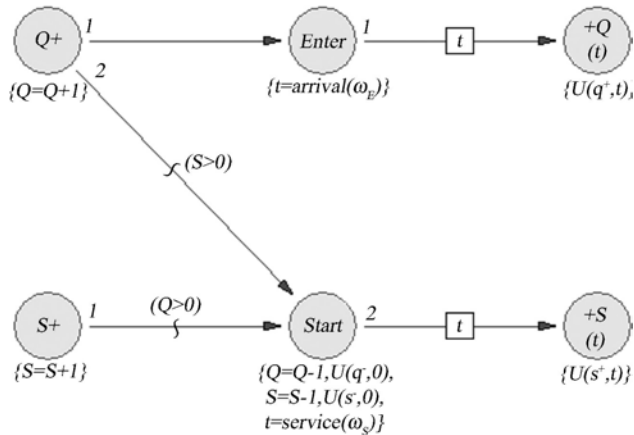 Q+
1
2
{Q=Q+1}
Enter
1
{t=arrival(ω_E)}
t
+Q
(t)
{U(q⁺,t)
(S>0)
S+
1
{S=S+1}
(Q>0)
Start
2
{Q=Q-1,U(q⁻,0),
S=S-1,U(s⁻,0),
t=service(ω_S)}
t
+S
(t)
{U(s⁺,t)}